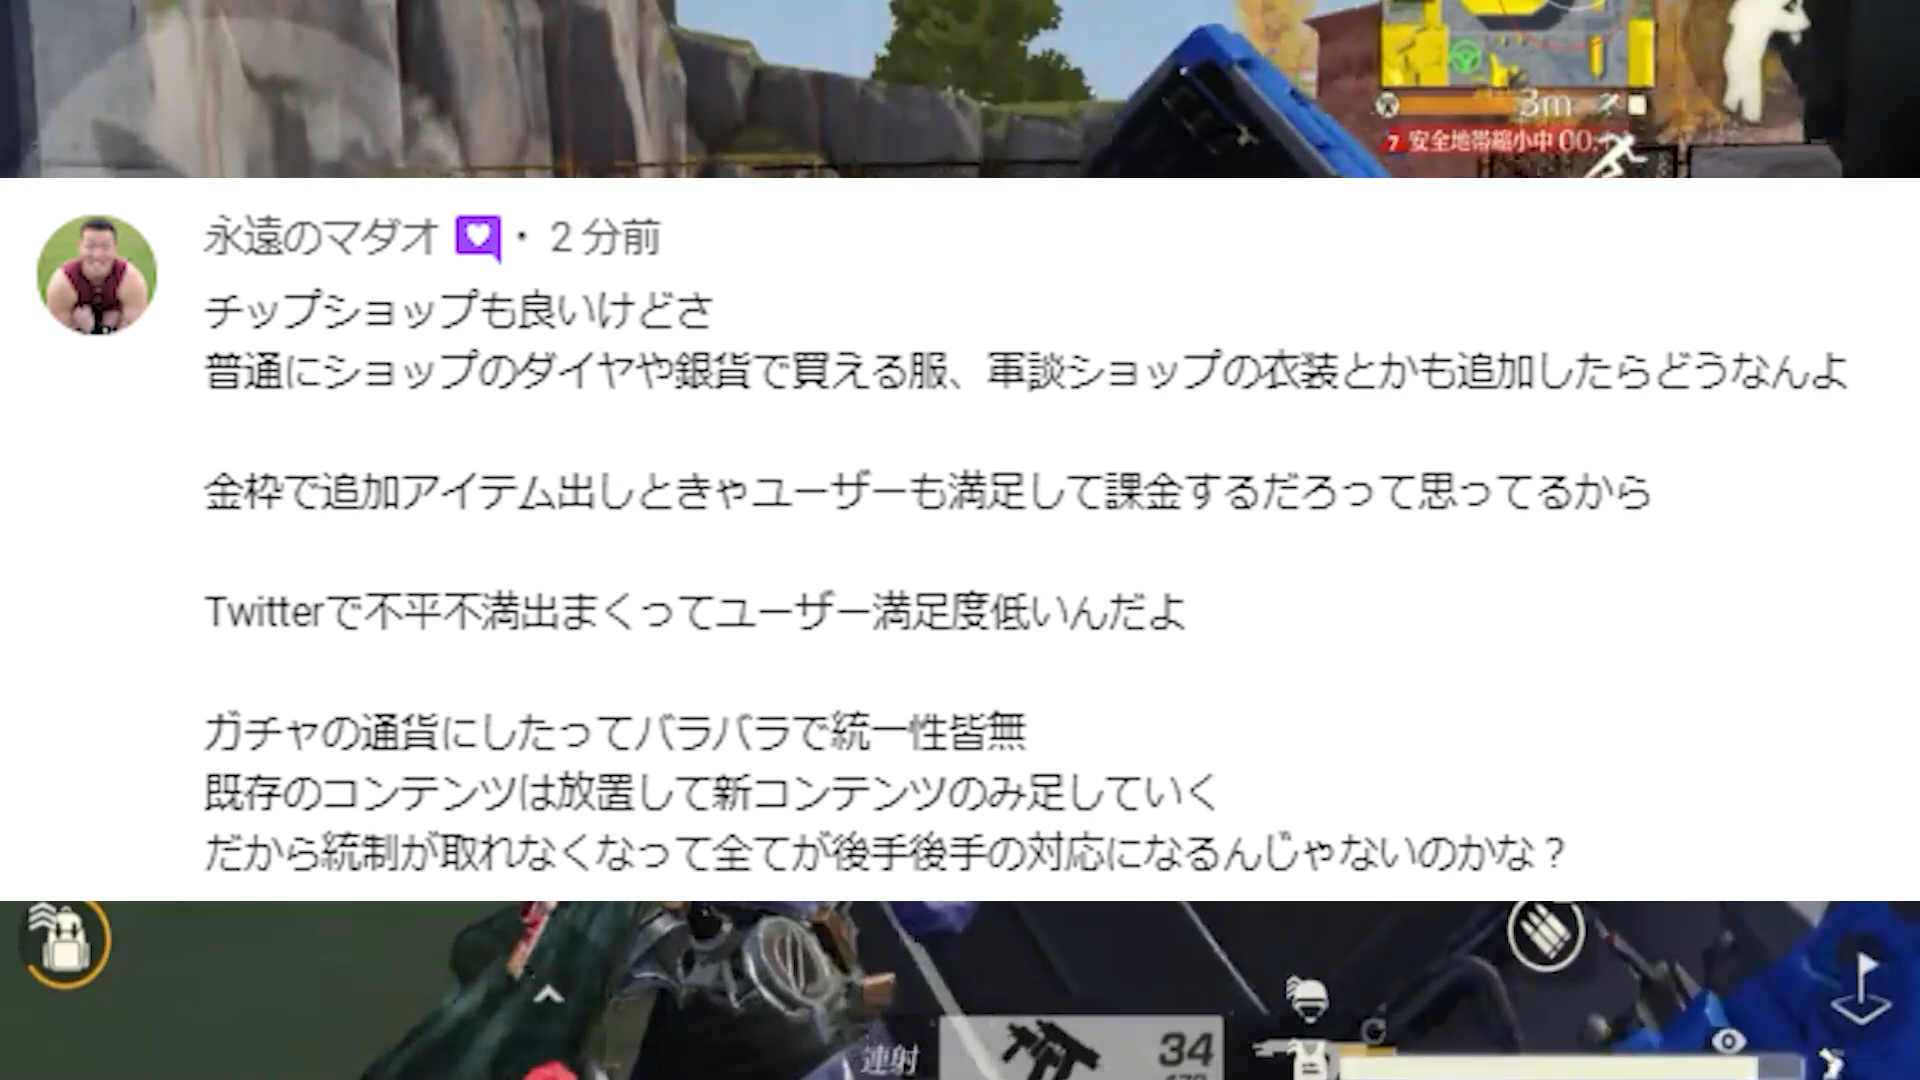 3m
7 安全地帯縮小中 00:
永遠のマダオ ・ 2 分前
チップショップも良いけどさ
普通にショップのダイヤや銀貨で買える服、軍談ショップの衣装とかも追加したらどうなんよ
金枠で追加アイテム出しときゃユーザーも満足して課金するだろって思ってるから
Twitterで不平不満出まくってユーザー満足度低いんだよ
ガチャの通貨にしたってバラバラで統一性皆無
既存のコンテンツは放置して新コンテンツのみ足していく
だから統制が取れなくなって全てが後手後手の対応になるんじゃないのかな？
連射
34